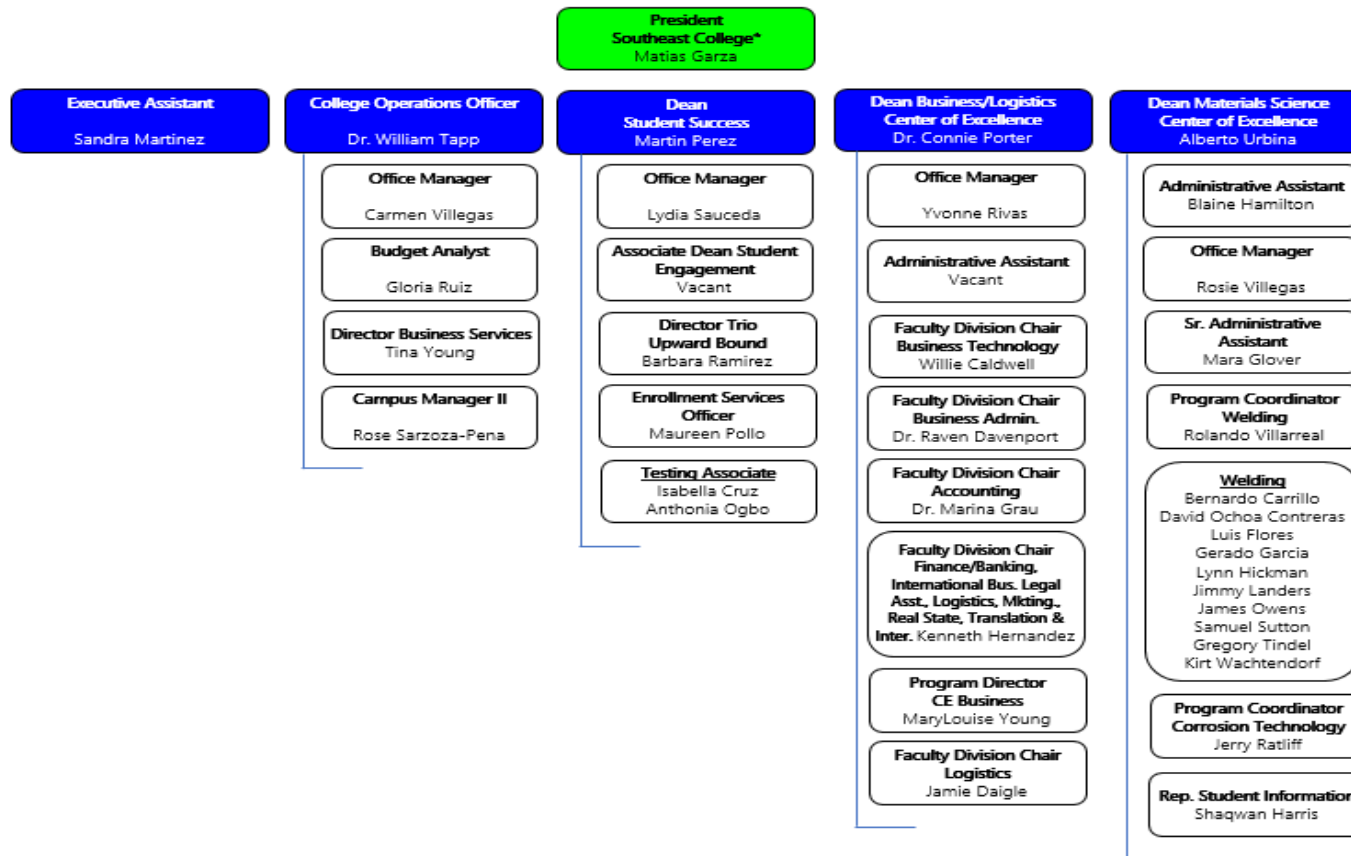 President
Southeast College*
Matias Garza
Executive Assistant
Sandra Martinez
College Operations Officer
Dr. William Tapp
Office Manager
Carmen Villegas
Budget Analyst
Gloria Ruiz
Director Business Services
Tina Young
Campus Manager II
Rose Sarzoza-Pena
Dean
Student Success
Martin Perez
Office Manager
Lydia Sauceda
Associate Dean Student
Engagement
Vacant
Director Trio
Upward Bound
Barbara Ramirez
Enrollment Services
Officer
Maureen Pollo
Testing Associate
Isabella Cruz
Anthonia Ogbo
Dean Business/Logistics
Center of Excellence
Dr. Connie Porter
Office Manager
Yvonne Rivas
Administrative Assistant
Vacant
Faculty Division Chair
Business Technology
Willie Caldwell
Faculty Division Chair
Business Admin.
Dr. Raven Davenport
Faculty Division Chair
Accounting
Dr. Marina Grau
Faculty Division Chair
Finance/Banking,
International Bus. Legal
Asst., Logistics, Mkting.,
Real State, Translation &
Inter. Kenneth Hernandez
Program Director
CE Business
MaryLouise Young
Faculty Division Chair
Logistics
Jamie Daigle
Dean Materials Science
Center of Excellence
Alberto Urbina
Administrative Assistant
Blaine Hamilton
Office Manager
Rosie Villegas
Sr. Administrative
Assistant
Mara Glover
Program Coordinator
Welding
Rolando Villarreal
Welding
Bernardo Carrillo
David Ochoa Contreras
Luis Flores
Gerado Garcia
Lynn Hickman
Jimmy Landers
James Owens
Samuel Sutton
Gregory Tindel
Kirt Wachtendorf
Program Coordinator
Corrosion Technology
Jerry Ratliff
Rep. Student Information
Shaqwan Harris